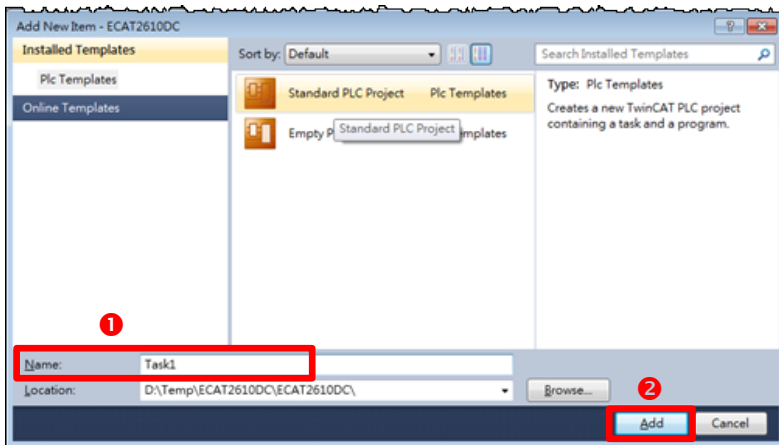 Add New Item - ECAT2610DC
Installed Templates
Plc Templates
Online Templates
Sort by: Default
Search Installed Templates
Standard PLC Project Plc Templates
Empty P
Standard PLC Project
mplates
Type: Plc Templates
Creates a new TwinCAT PLC project
containing a task and a program.
1
Name: Task1
Location: D:\Temp\ECAT2610DC\ECAT2610DC\
Browse...
2
Add Cancel